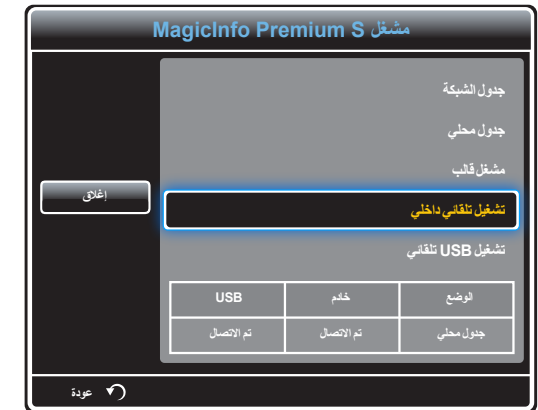 مشغل MagicInfo Premium S
جدول الشبكة
جدول محلي
مشغل قالب
إغلاق
تشغيل تلقائي داخلي
تشغيل USB تلقائي
الوضع خادم USB
جدول محلي تم الاتصال تم الاتصال
عودة